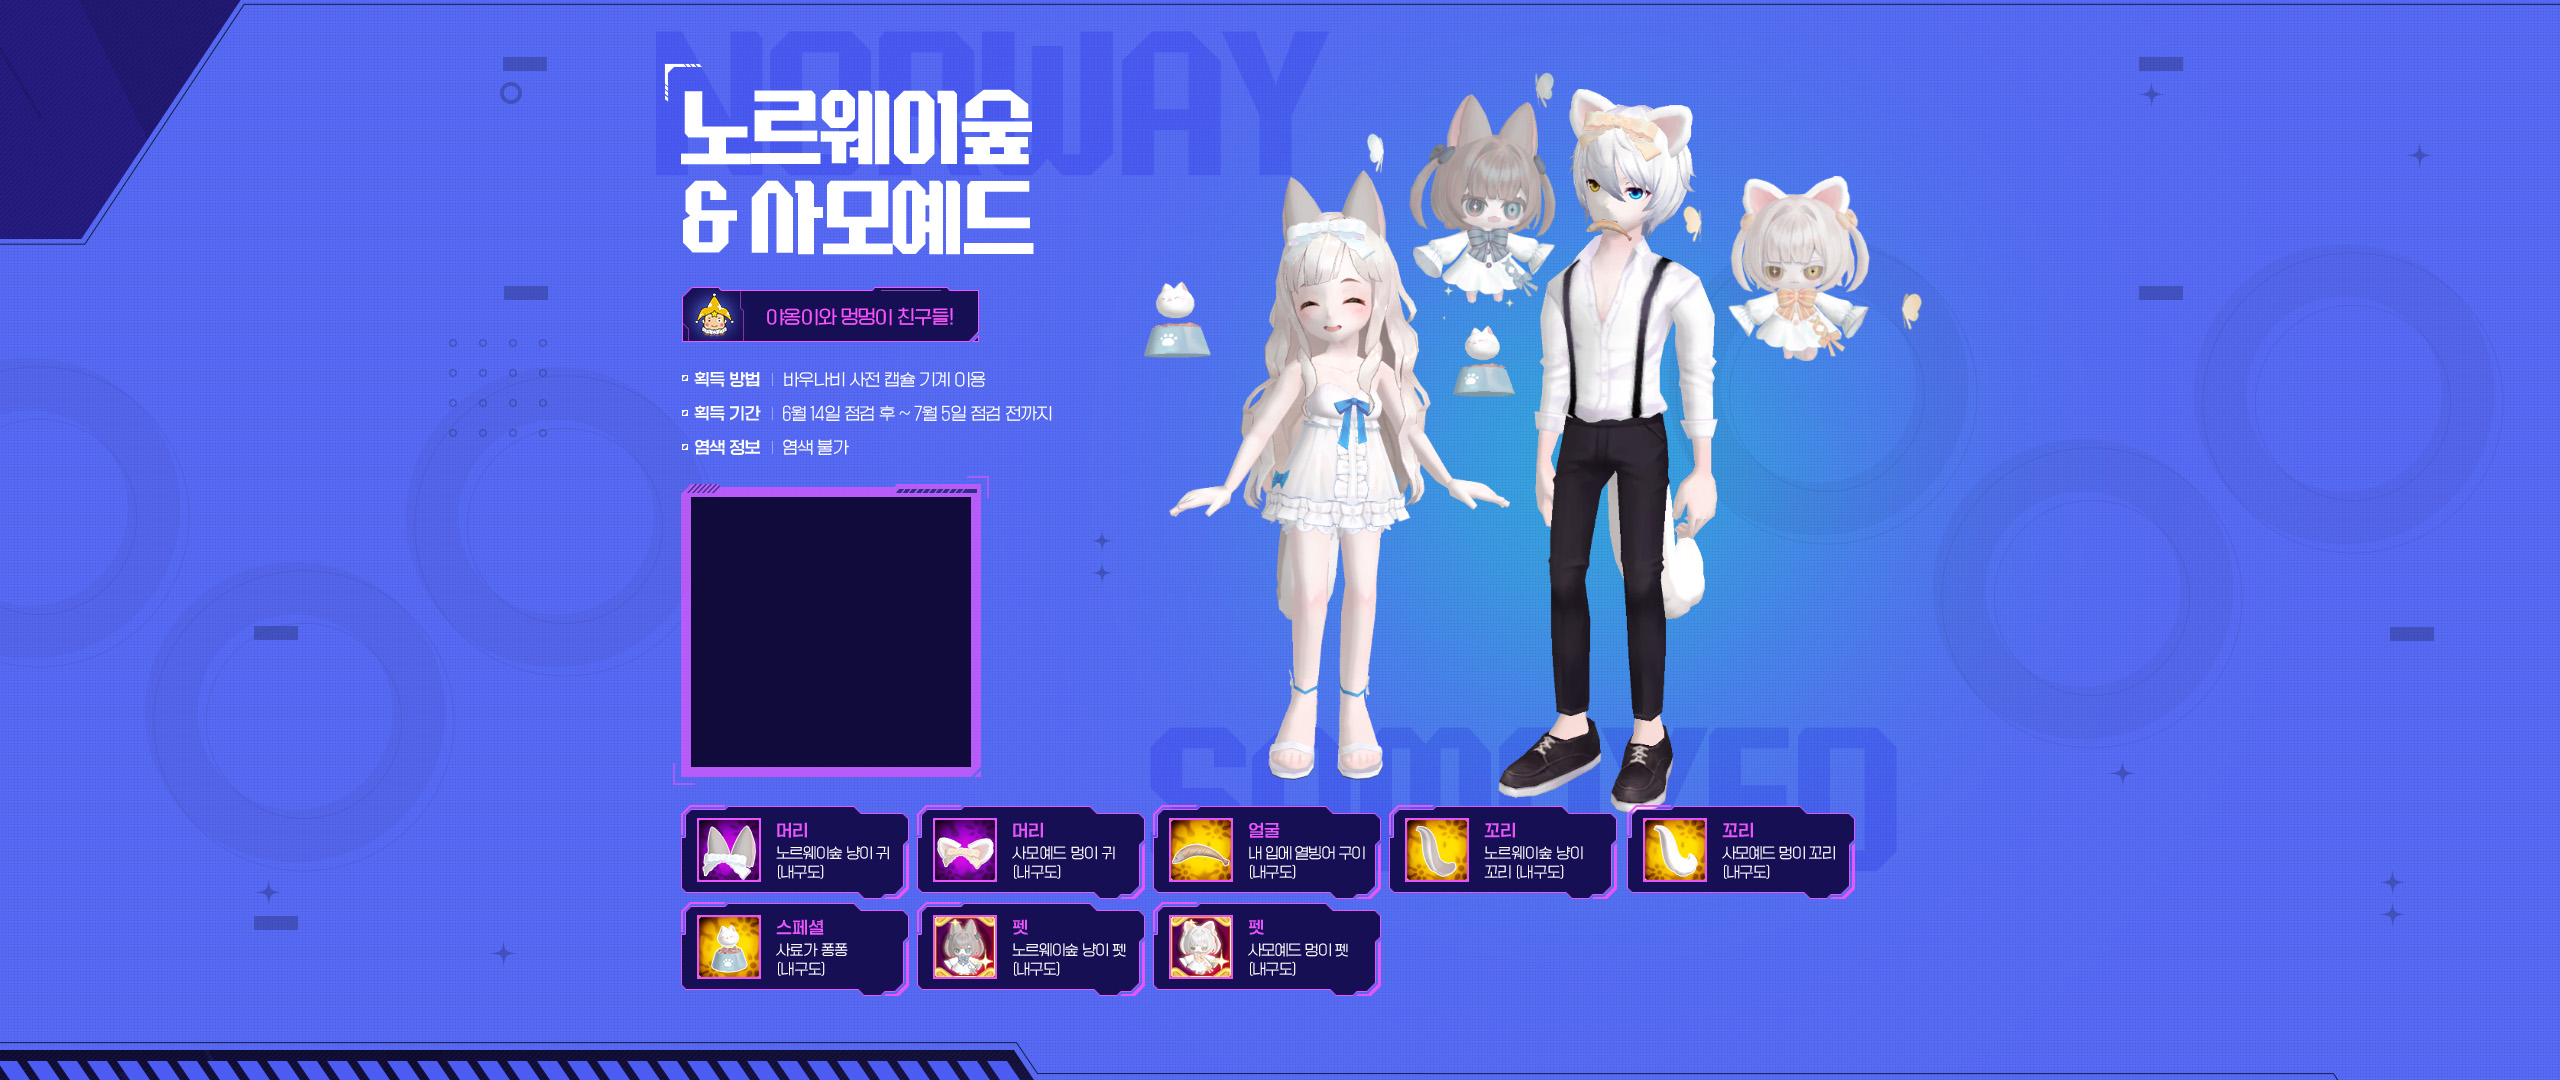 NORWAY
노르웨이숲
& 사모예드
야옹이와 멍멍이 친구들!
획득 방법 | 바우나비 사전 캡슐 기계 이용
획득 기간 | 6월 14일 점검 후 ~ 7월 5일 점검 전까지
염색 정보 | 염색 불가
SAMOYED
머리
노르웨이숲 냥이 귀
(내구도)
머리
사모예드 멍이 귀
(내구도)
얼굴
내 입에 열빙어 구이
(내구도)
꼬리
노르웨이숲 냥이
꼬리 (내구도)
꼬리
사모예드 멍이 꼬리
(내구도)
스페셜
사료가 퐁퐁
(내구도)
펫
노르웨이숲 냥이 펫
(내구도)
펫
사모예드 멍이 펫
(내구도)